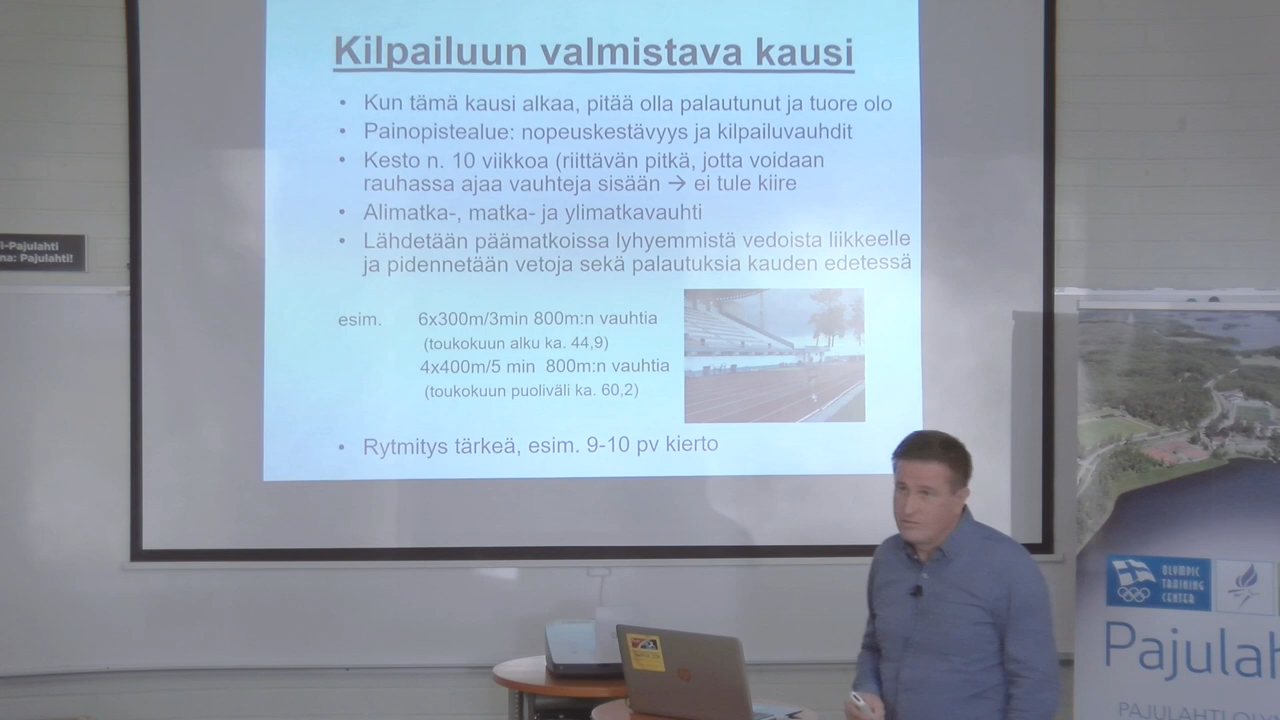 Kilpailuun valmistava kausi
• Kun tämä kausi alkaa, pitää olla palautunut ja tuore olo
• Painopistealue: nopeuskestävyys ja kilpailuvauhdit
• Kesto n. 10 viikkoa (riittävän pitkä, jotta voidaan
rauhassa ajaa vauhteja sisään → ei tule kiire
• Alimatka-, matka- ja ylimatkavauhti
• Lähdetään päämatkoissa lyhyemmistä vedoista liikkeelle
ja pidennetään vetoja sekä palautuksia kauden edetessä
esim. 6x300m/3min 800m:n vauhtia
(toukokuun alku ka. 44,9)
4x400m/5 min 800m:n vauhtia
(toukokuun puoliväli ka. 60,2)
• Rytmitys tärkeä, esim. 9-10 pv kierto
i-Pajulahti
na: Pajulahti!
OLYMPIC
TRAINING
CENTER
Pajulah
PAJULAHTI OL